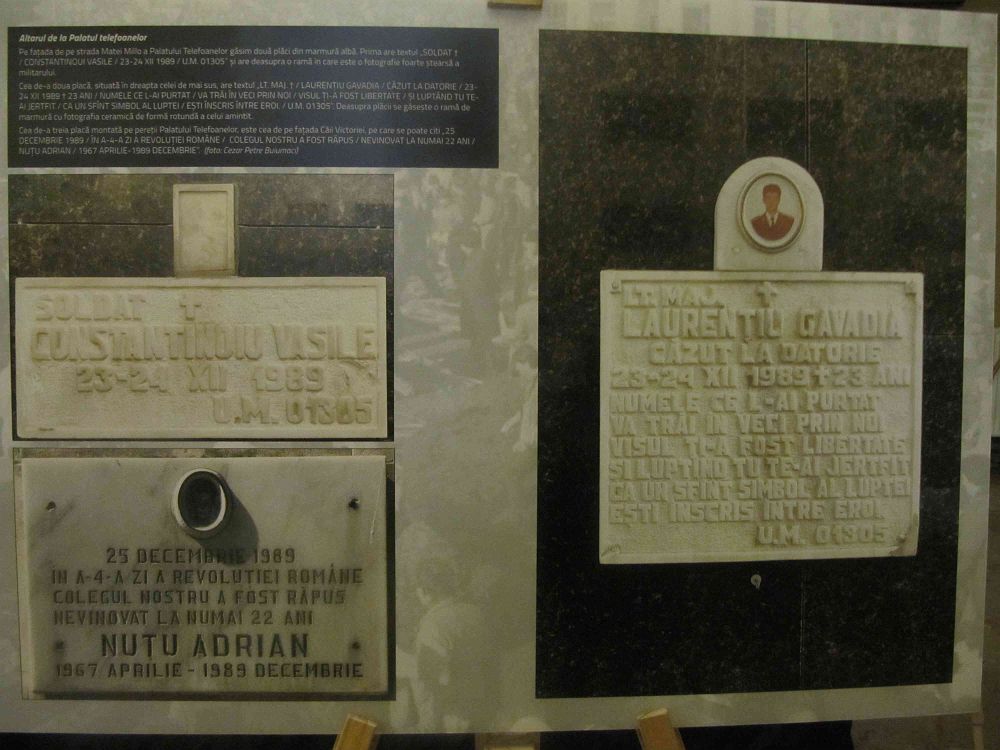 Altarul de la Palatul telefoanelor
Pe fațada de pe strada Matei Millo a Palatului Telefoanelor găsim două plăci din marmură albă. Prima are textul „SOLDAT †
/ CONSTANTINOIU VASILE / 23-24 XII 1989 / U.M. 01305" și are deasupra o ramă în care este o fotografie foarte ștearsă a
militarului.
Cea de-a doua placă, situată în dreapta celei de mai sus, are textul „LT. MAJ. † / LAURENȚIU GAVADIA / CĂZUT LA DATORIE / 23-
24 XII 1989 † 23 ANI / NUMELE CE L-AI PURTAT / VA TRĂI ÎN VECI PRIN NOI / VISUL TI-A FOST LIBERTATE / ȘI LUPTÂND TU TE-
AI JERTFIT / CA UN SFÎNT SIMBOL AL LUPTEI / EȘTI ÎNSCRIS ÎNTRE EROI. / U.M. 01305". Deasupra plăcii se găsește o ramă de
marmură cu fotografia ceramică de formă rotundă a celui amintit.
Cea de-a treia placă montată pe pereții Palatului Telefoanelor, este cea de pe fațada Căii Victoriei, pe care se poate citi „25
DECEMBRIE 1989 / ÎN A-4-A ZI A REVOLUȚIEI ROMÂNE / COLEGUL NOSTRU A FOST RĂPUS / NEVINOVAT LA NUMAI 22 ANI /
NUȚU ADRIAN / 1967 APRILIE-1989 DECEMBRIE". (foto: Cezar Petre Buiumaci)
SOLDAT †
CONSTANTINOIU VASILE
23-24 XII 1989
U.M. 01305
25 DECEMBRIE 1989
ÎN A-4-A ZI A REVOLUTIEI ROMÂNE
COLEGUL NOSTRU A FOST RĂPUS
NEVINOVAT LA NUMAI 22 ANI
NUȚU ADRIAN
1967 APRILIE - 1989 DECEMBRIE
LT. MAJ. †
LAURENȚIU GAVADIA
CĂZUT LA DATORIE
23-24 XII 1989 † 23 ANI
NUMELE CE L-AI PURTAT
VA TRĂI ÎN VECI PRIN NOI
VISUL TI-A FOST LIBERTATE
SI LUPTIND TU TE-AI JERTFIT
CA UN SFÎNT SIMBOL AL LUPTEI
EȘTI INSCRIS INTRE EROI.
U.M. 01305